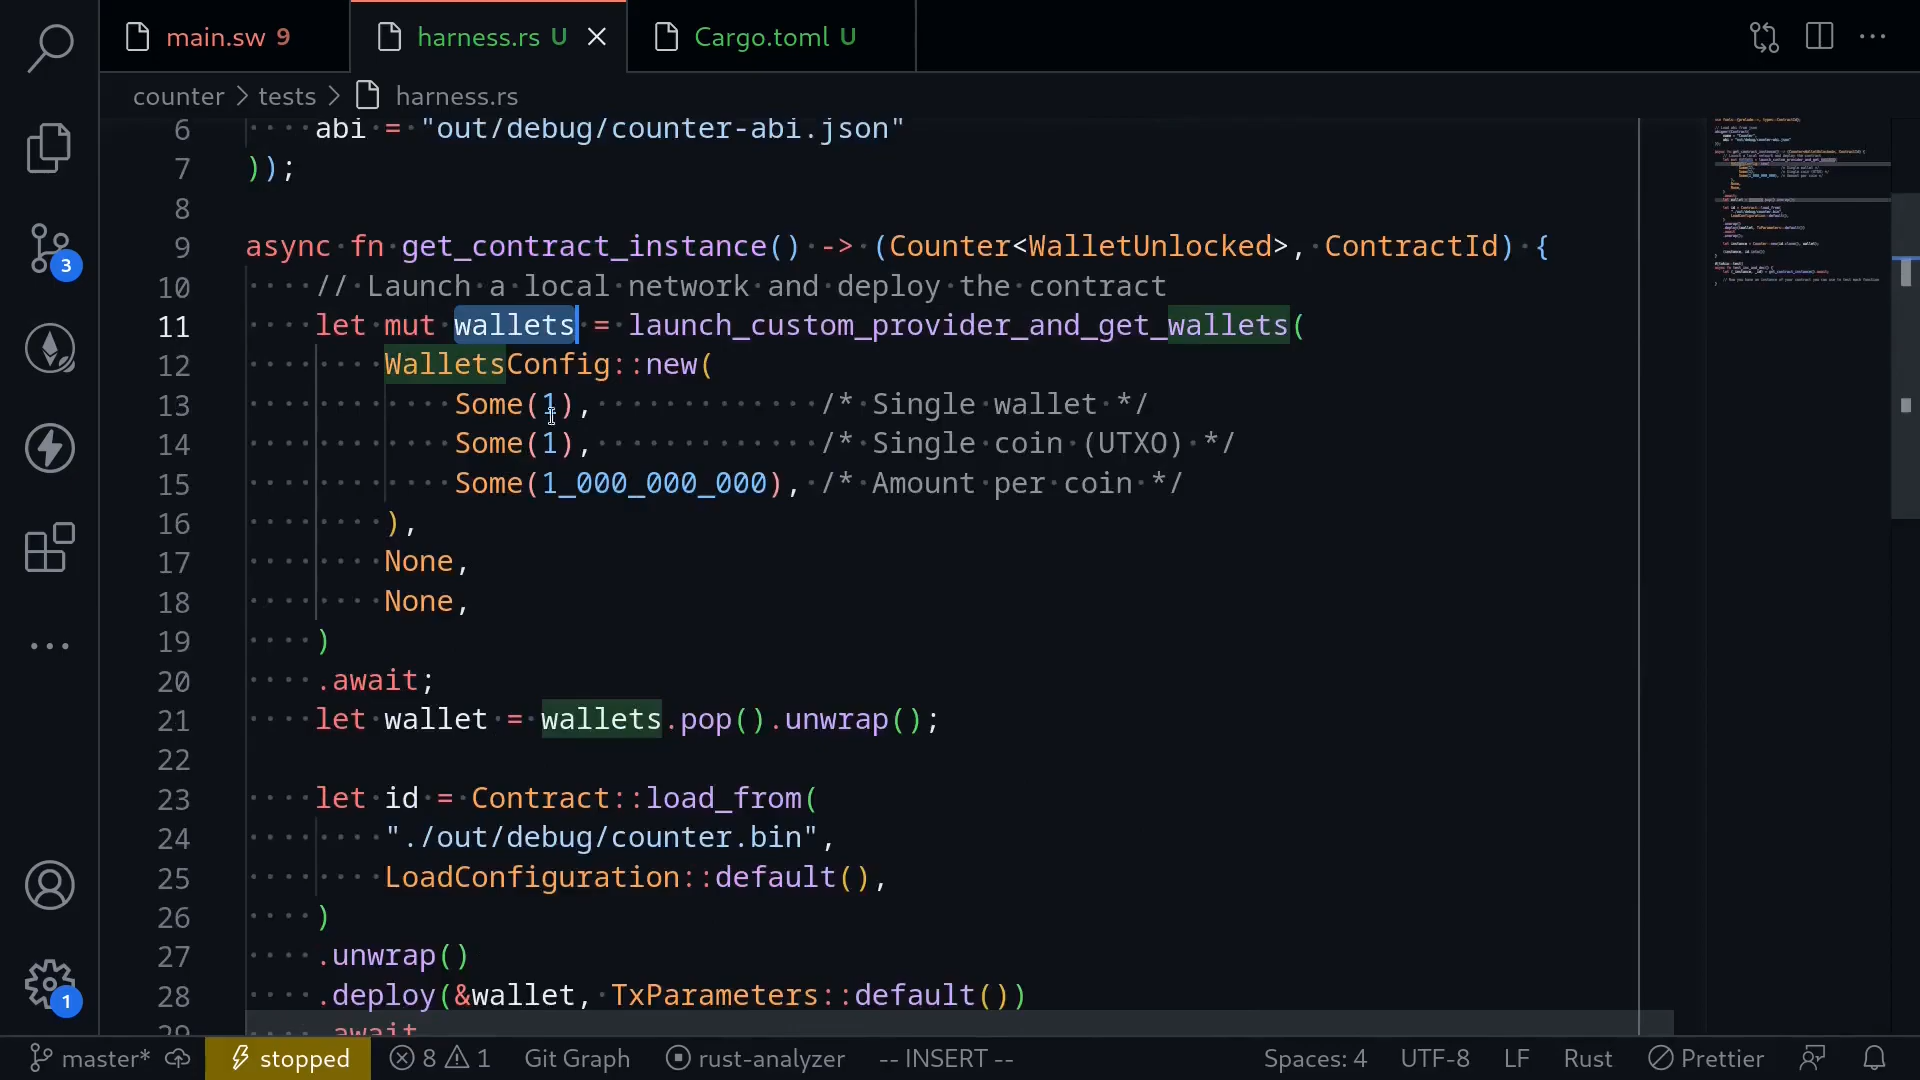 main.sw 9
harness.rs U
Cargo.toml U
counter > tests > harness.rs
6 abi = "out/debug/counter-abi.json"
7 ));
8
9 async fn get_contract_instance() -> (Counter<WalletUnlocked>, ContractId) {
10 // Launch a local network and deploy the contract
11 let mut wallets = launch_custom_provider_and_get_wallets(
12 WalletsConfig::new(
13 Some(1), /* Single wallet */
14 Some(1), /* Single coin (UTXO) */
15 Some(1_000_000_000), /* Amount per coin */
16 ),
17 None,
18 None,
19 )
20 .await;
21 let wallet = wallets.pop().unwrap();
22
23 let id = Contract::load_from(
24 "./out/debug/counter.bin",
25 LoadConfiguration::default(),
26 )
27 .unwrap()
28 .deploy(&wallet, TxParameters::default())
29 .await
3
1
master* stopped 8 1 Git Graph rust-analyzer -- INSERT -- Spaces: 4 UTF-8 LF Rust Prettier